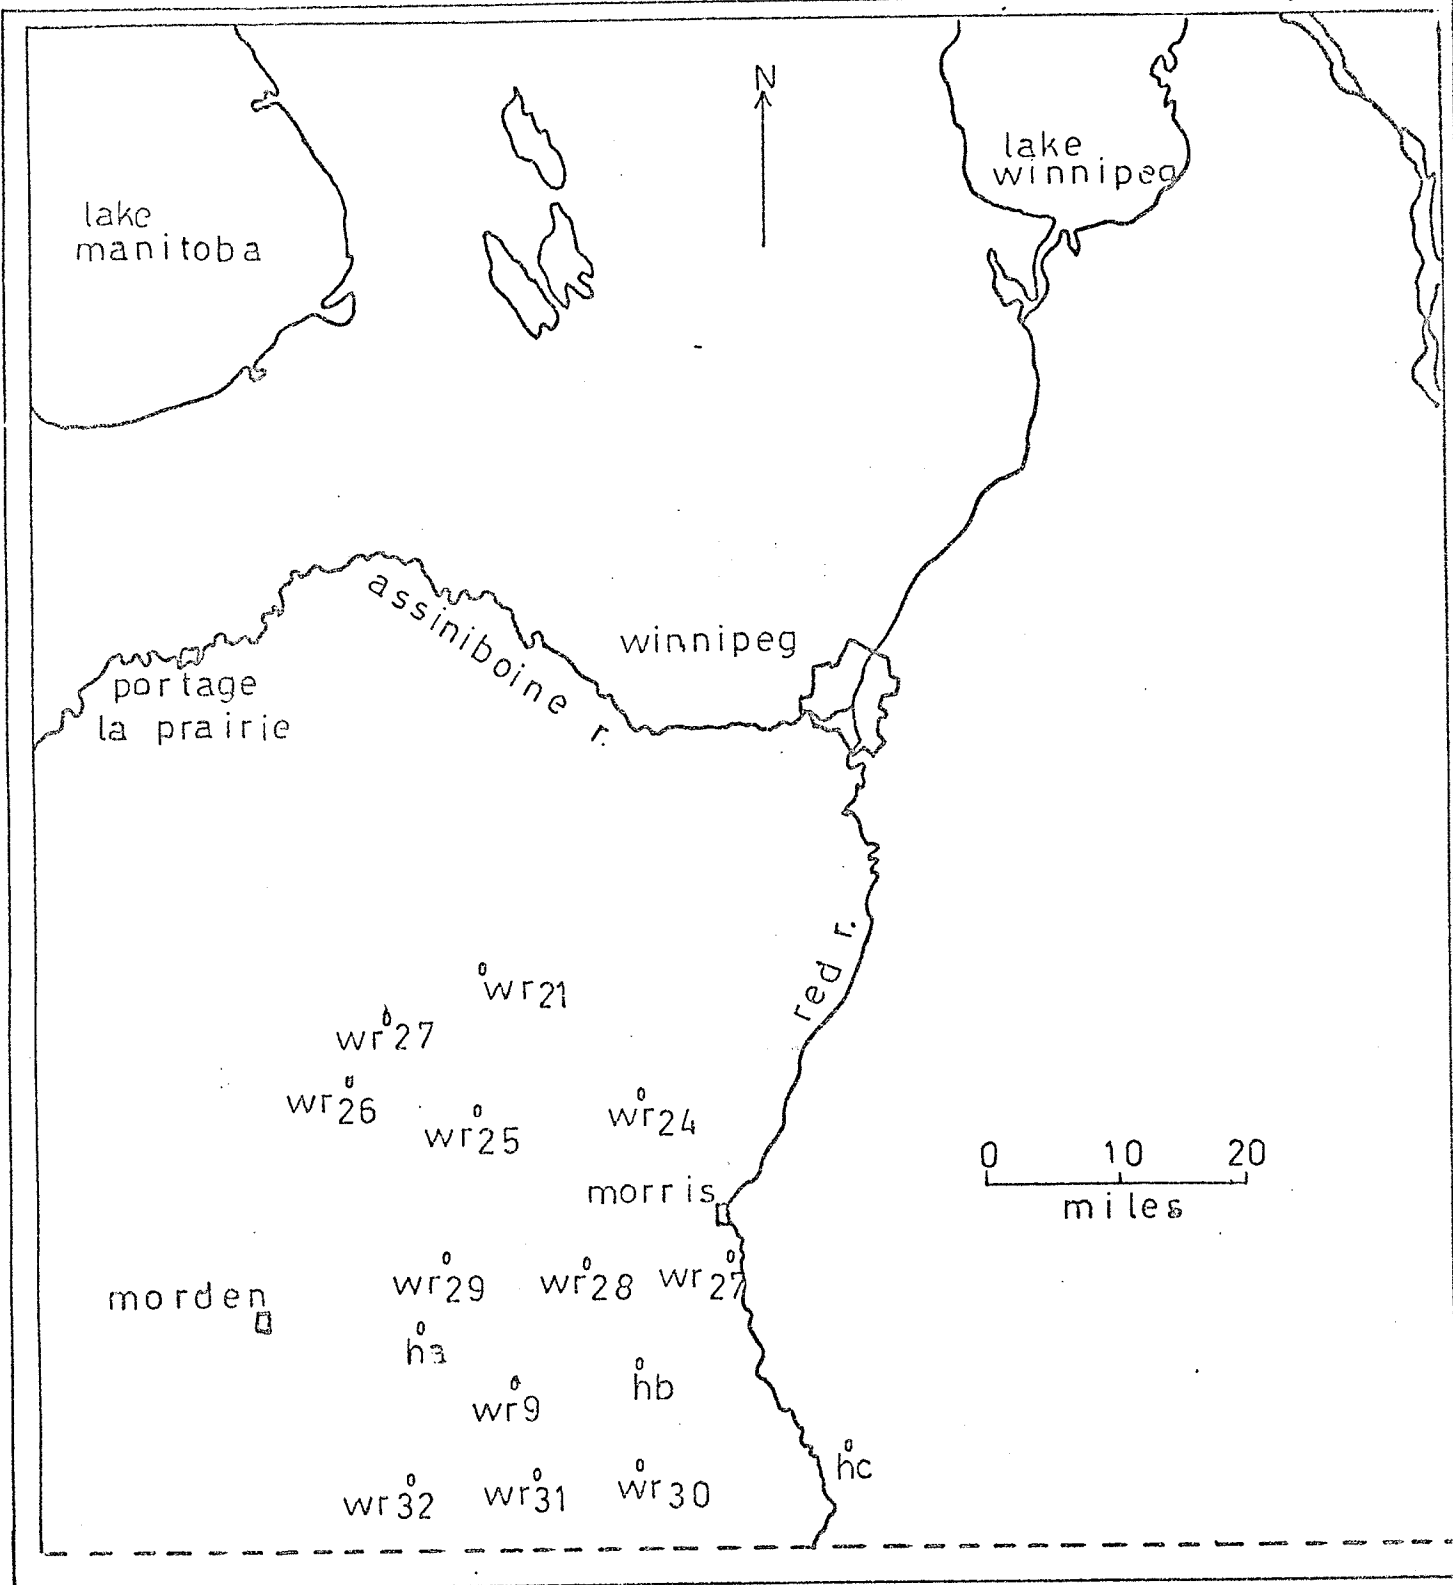 N
lake
winnipeg
lake
manitoba
assiniboine r.
winnipeg
portage
la prairie
red r.
wr21
wr27
wr26
wr25
wr24
0 10 20
miles
morris
wr29
wr28
wr27
morden
ha
hb
wr9
hc
wr32
wr31
wr30